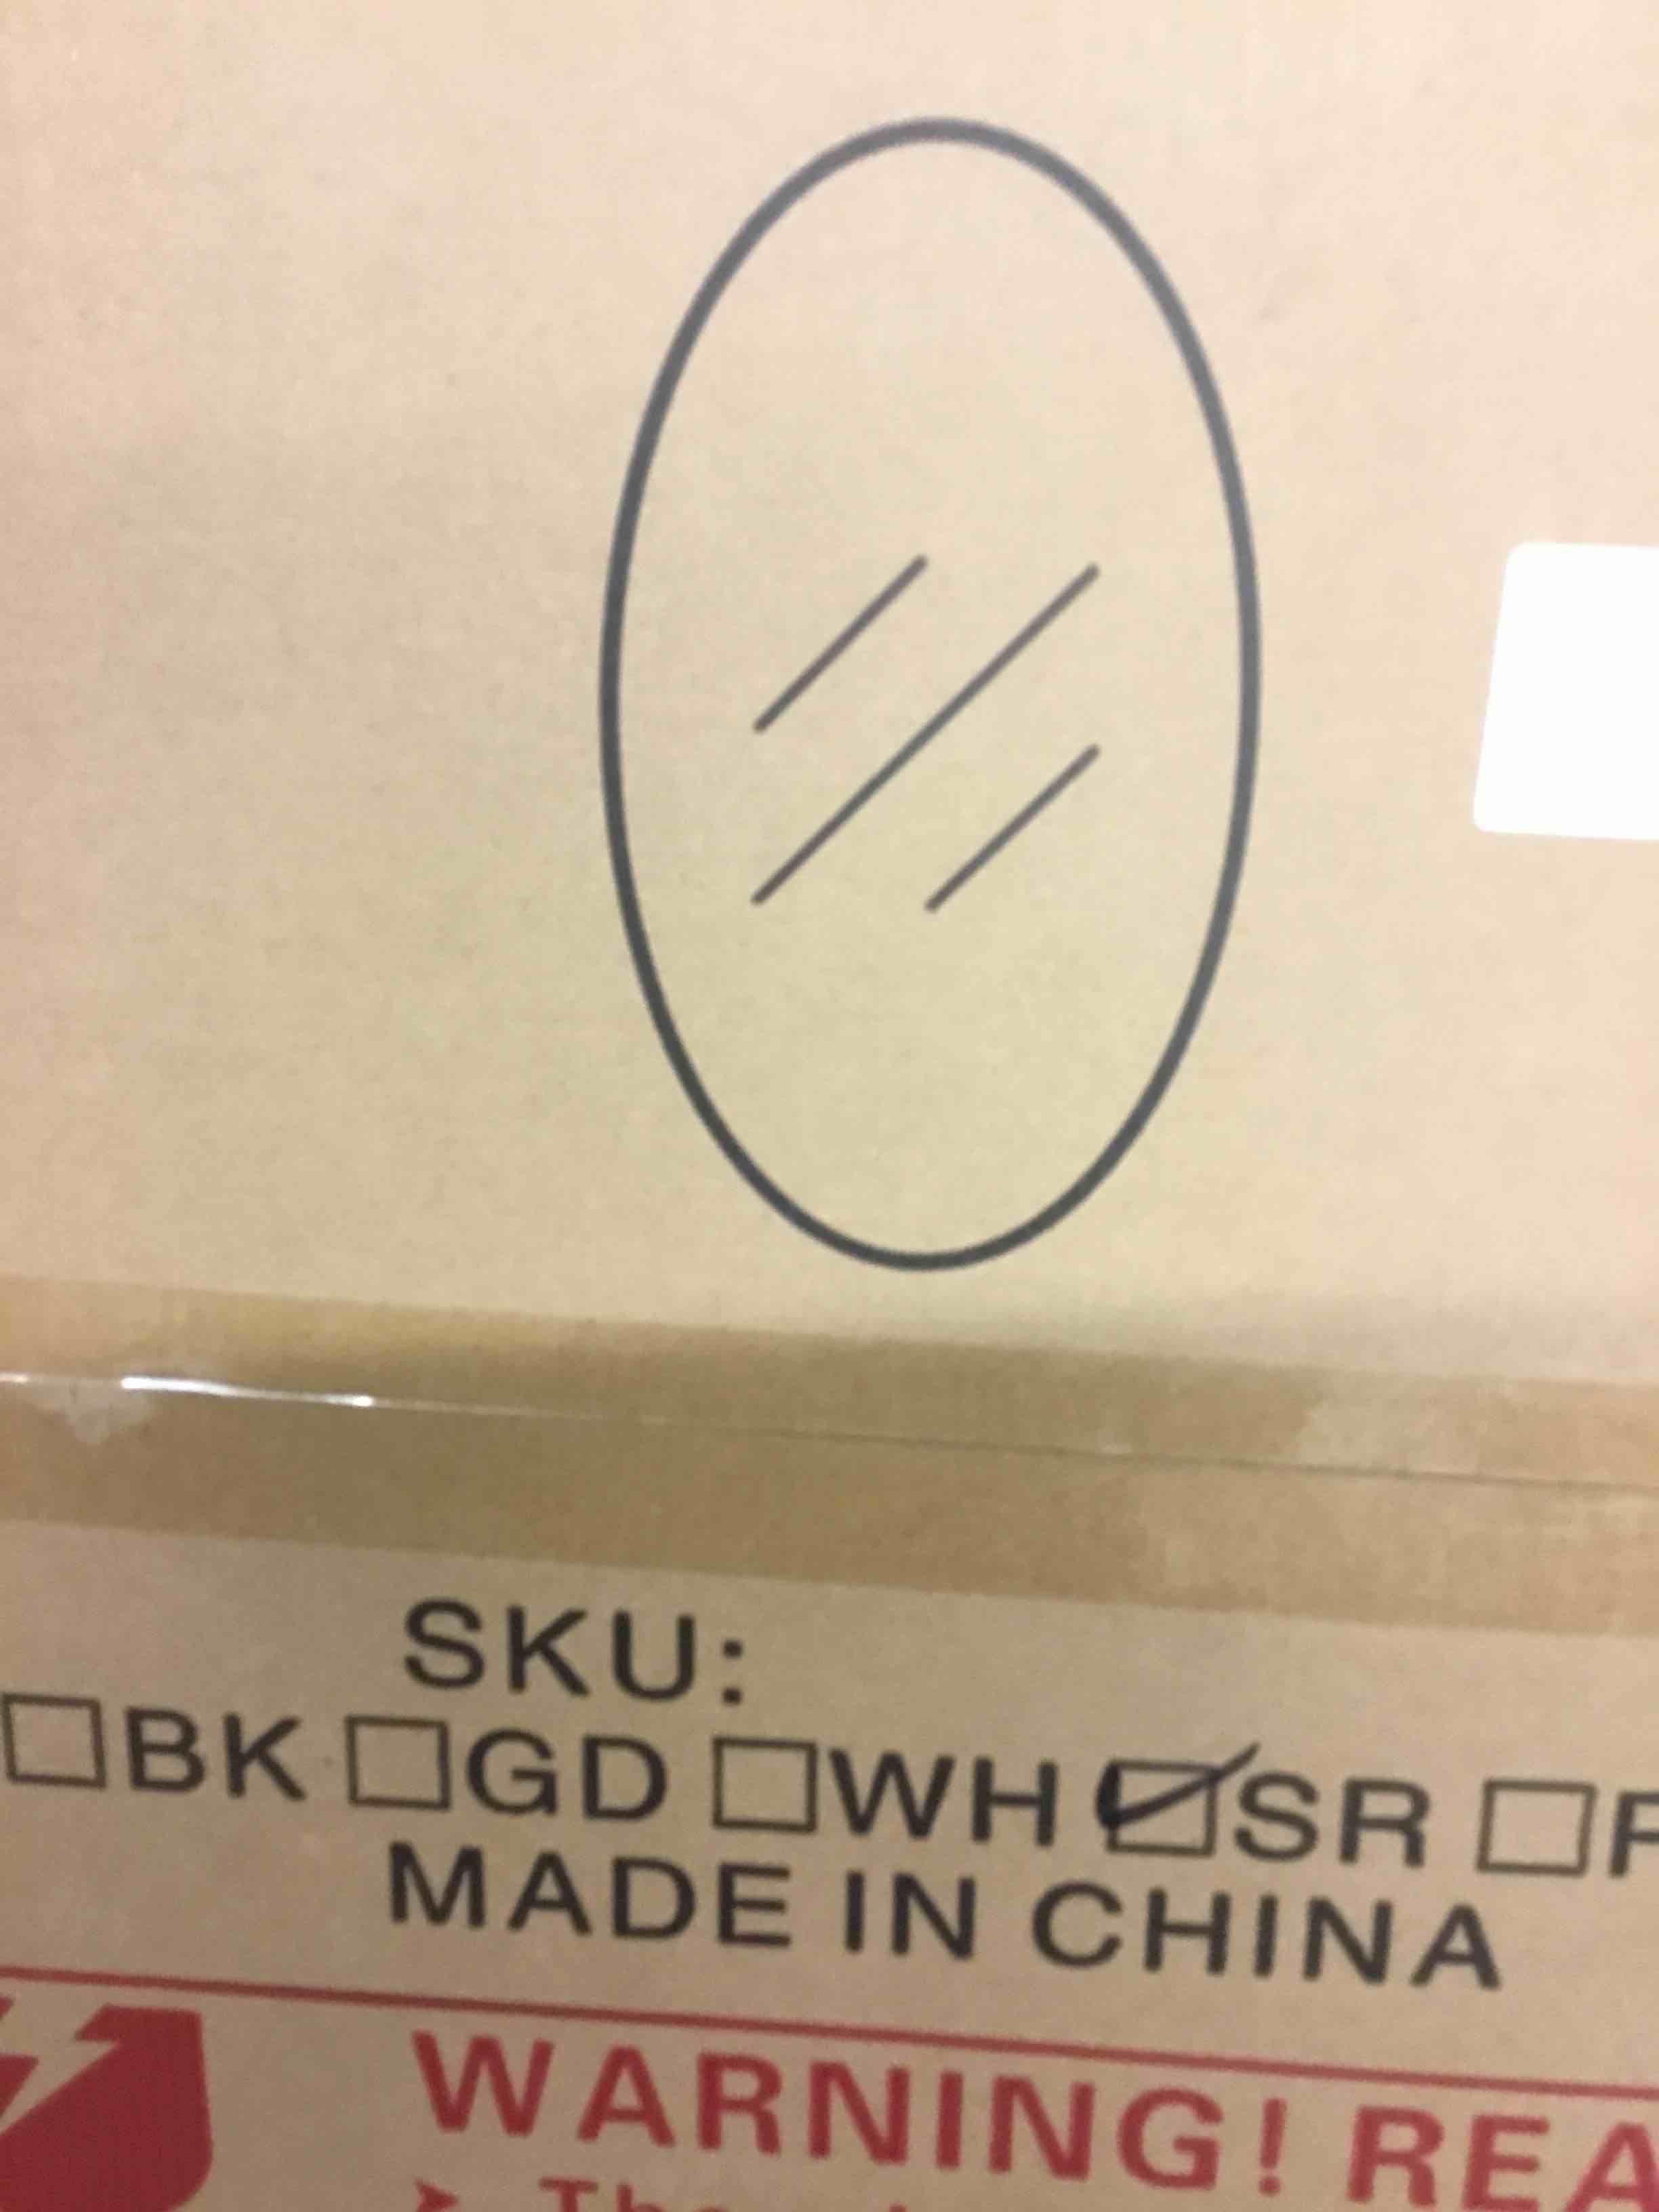 SKU:
☐BK ☐GD ☐WH ☑SR ☐
MADE IN CHINA
WARNING!